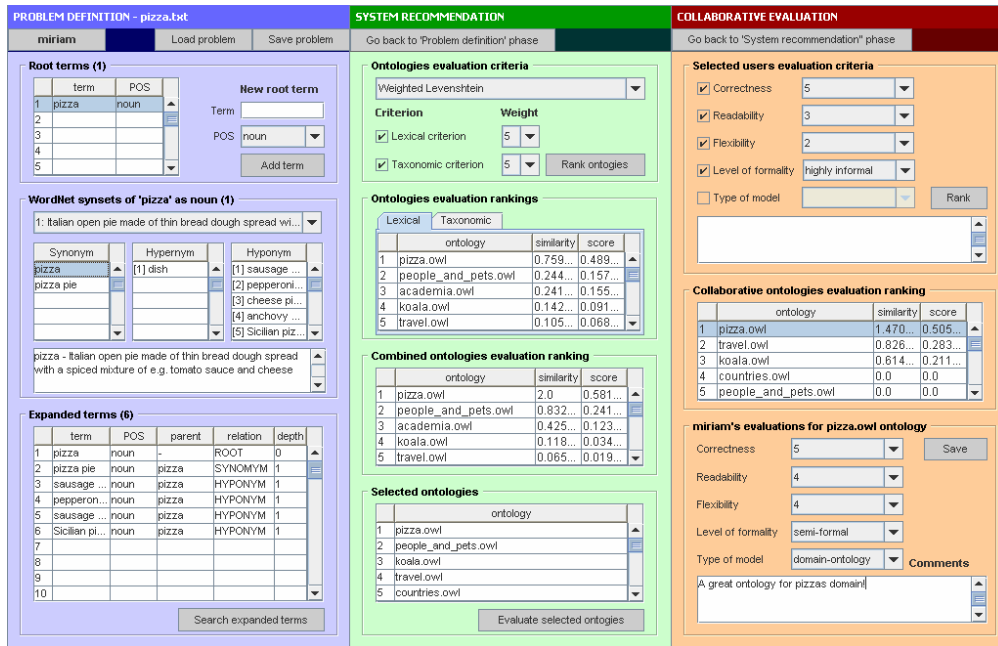 PROBLEM DEFINITION - pizza.txt
miriam Load problem Save problem
Root terms (1)
term POS
1 pizza noun
2
3
4
5
New root term
Term
POS noun
Add term
WordNet synsets of 'pizza' as noun (1)
1: Italian open pie made of thin bread dough spread wi...
Synonym
pizza
pizza pie
Hypernym
[1] dish
Hyponym
[1] sausage ...
[2] pepperoni...
[3] cheese pi...
[4] anchovy ...
[5] Sicilian piz...
pizza - Italian open pie made of thin bread dough spread
with a spiced mixture of e.g. tomato sauce and cheese
Expanded terms (6)
term POS parent relation depth
1 pizza noun - ROOT 0
2 pizza pie noun pizza SYNOMYM 1
3 sausage ... noun pizza HYPONYM 1
4 pepperon... noun pizza HYPONYM 1
5 sausage ... noun pizza HYPONYM 1
6 Sicilian pi... noun pizza HYPONYM 1
7
8
9
10
Search expanded terms
SYSTEM RECOMMENDATION
Go back to 'Problem definition' phase
Ontologies evaluation criteria
Weighted Levenshtein
Criterion Weight
Lexical criterion 5
Taxonomic criterion 5 Rank ontogies
Ontologies evaluation rankings
Lexical Taxonomic
ontology similarity score
1 pizza.owl 0.759... 0.489...
2 people_and_pets.owl 0.244... 0.157...
3 academia.owl 0.241... 0.155...
4 koala.owl 0.142... 0.091...
5 travel.owl 0.105... 0.068...
Combined ontologies evaluation ranking
ontology similarity score
1 pizza.owl 2.0 0.581...
2 people_and_pets.owl 0.832... 0.241...
3 academia.owl 0.425... 0.123...
4 koala.owl 0.118... 0.034...
5 travel.owl 0.065... 0.019...
Selected ontologies
ontology
1 pizza.owl
2 people_and_pets.owl
3 koala.owl
4 travel.owl
5 countries.owl
Evaluate selected ontogies
COLLABORATIVE EVALUATION
Go back to 'System recommendation" phase
Selected users evaluation criteria
Correctness 5
Readability 3
Flexibility 2
Level of formality highly informal
Type of model Rank
Collaborative ontologies evaluation ranking
ontology similarity score
1 pizza.owl 1.470... 0.505...
2 travel.owl 0.826... 0.283...
3 koala.owl 0.614... 0.211...
4 countries.owl 0.0 0.0
5 people_and_pets.owl 0.0 0.0
miriam's evaluations for pizza.owl ontology
Correctness 5 Save
Readability 4
Flexibility 4
Level of formality semi-formal
Type of model domain-ontology Comments
A great ontology for pizzas domain!